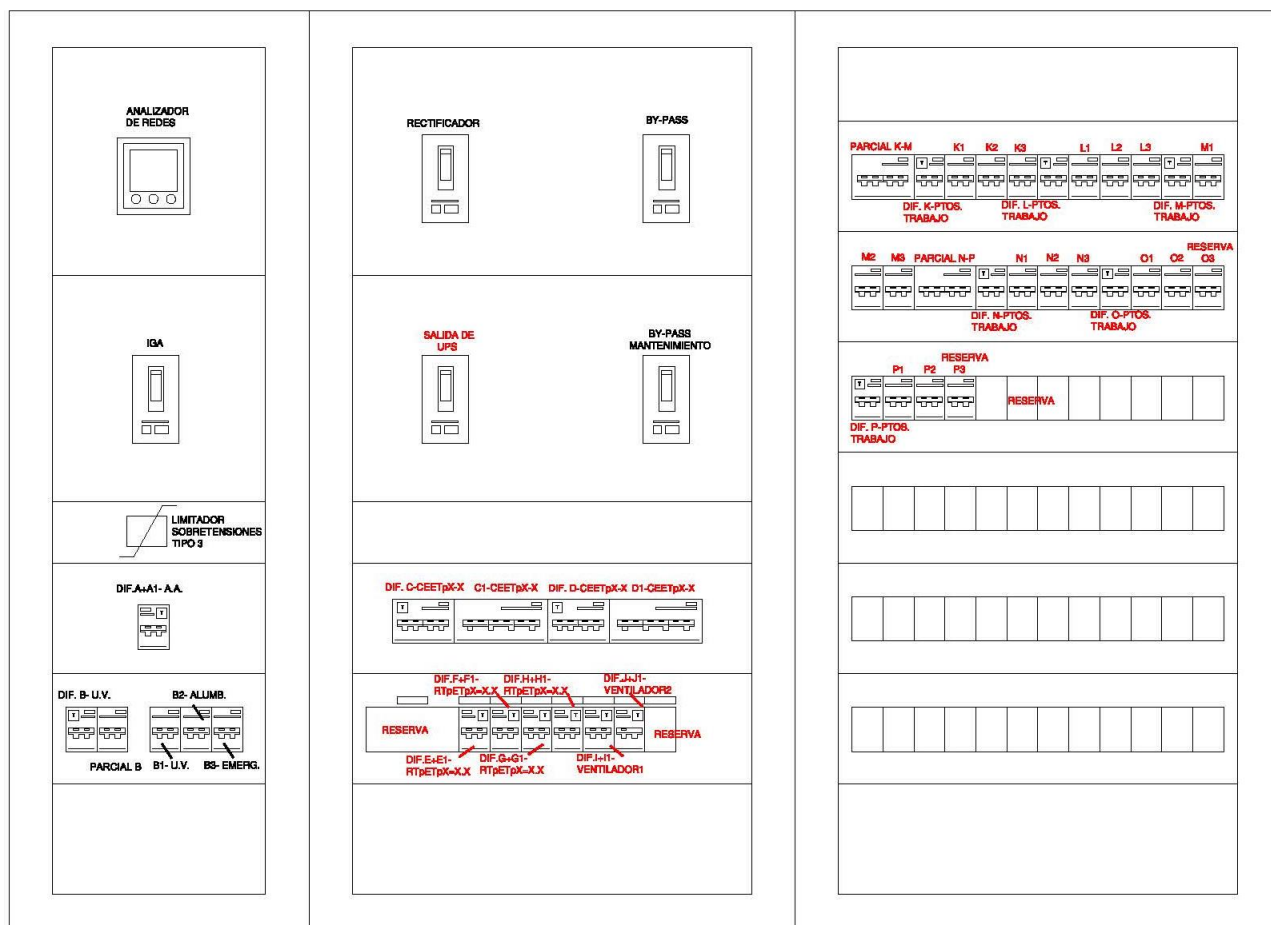 ANALIZADOR
DE REDES
IGA
LIMITADOR
SOBRETENSIONES
TIPO 3
DIF.A+A1- A.A.
T
DIF. B- U.V.
B2- ALUMB.
T
PARCIAL B
B1- U.V.
B3- EMERG.
RECTIFICADOR
BY-PASS
SALIDA DE
UPS
BY-PASS
MANTENIMIENTO
DIF. C-CEETpX-X
C1-CEETpX-X
DIF. D-CEETpX-X
D1-CEETpX-X
T
T
DIF.F+F1-
RTpETpX=X.X
DIF.H+H1-
RTpETpX=X.X
DIF.J+J1-
VENTILADOR2
RESERVA
T
T
T
T
T
T
RESERVA
DIF.E+E1-
RTpETpX=X.X
DIF.G+G1-
RTpETpX=X.X
DIF.I+I1-
VENTILADOR1
PARCIAL K-M
K1
K2
K3
L1
L2
L3
M1
T
T
T
DIF. K-PTOS.
TRABAJO
DIF. L-PTOS.
TRABAJO
DIF. M-PTOS.
TRABAJO
M2
M3
PARCIAL N-P
N1
N2
N3
O1
O2
RESERVA
O3
T
T
DIF. N-PTOS.
TRABAJO
DIF. O-PTOS.
TRABAJO
P1
P2
RESERVA
P3
T
RESERVA
DIF. P-PTOS.
TRABAJO